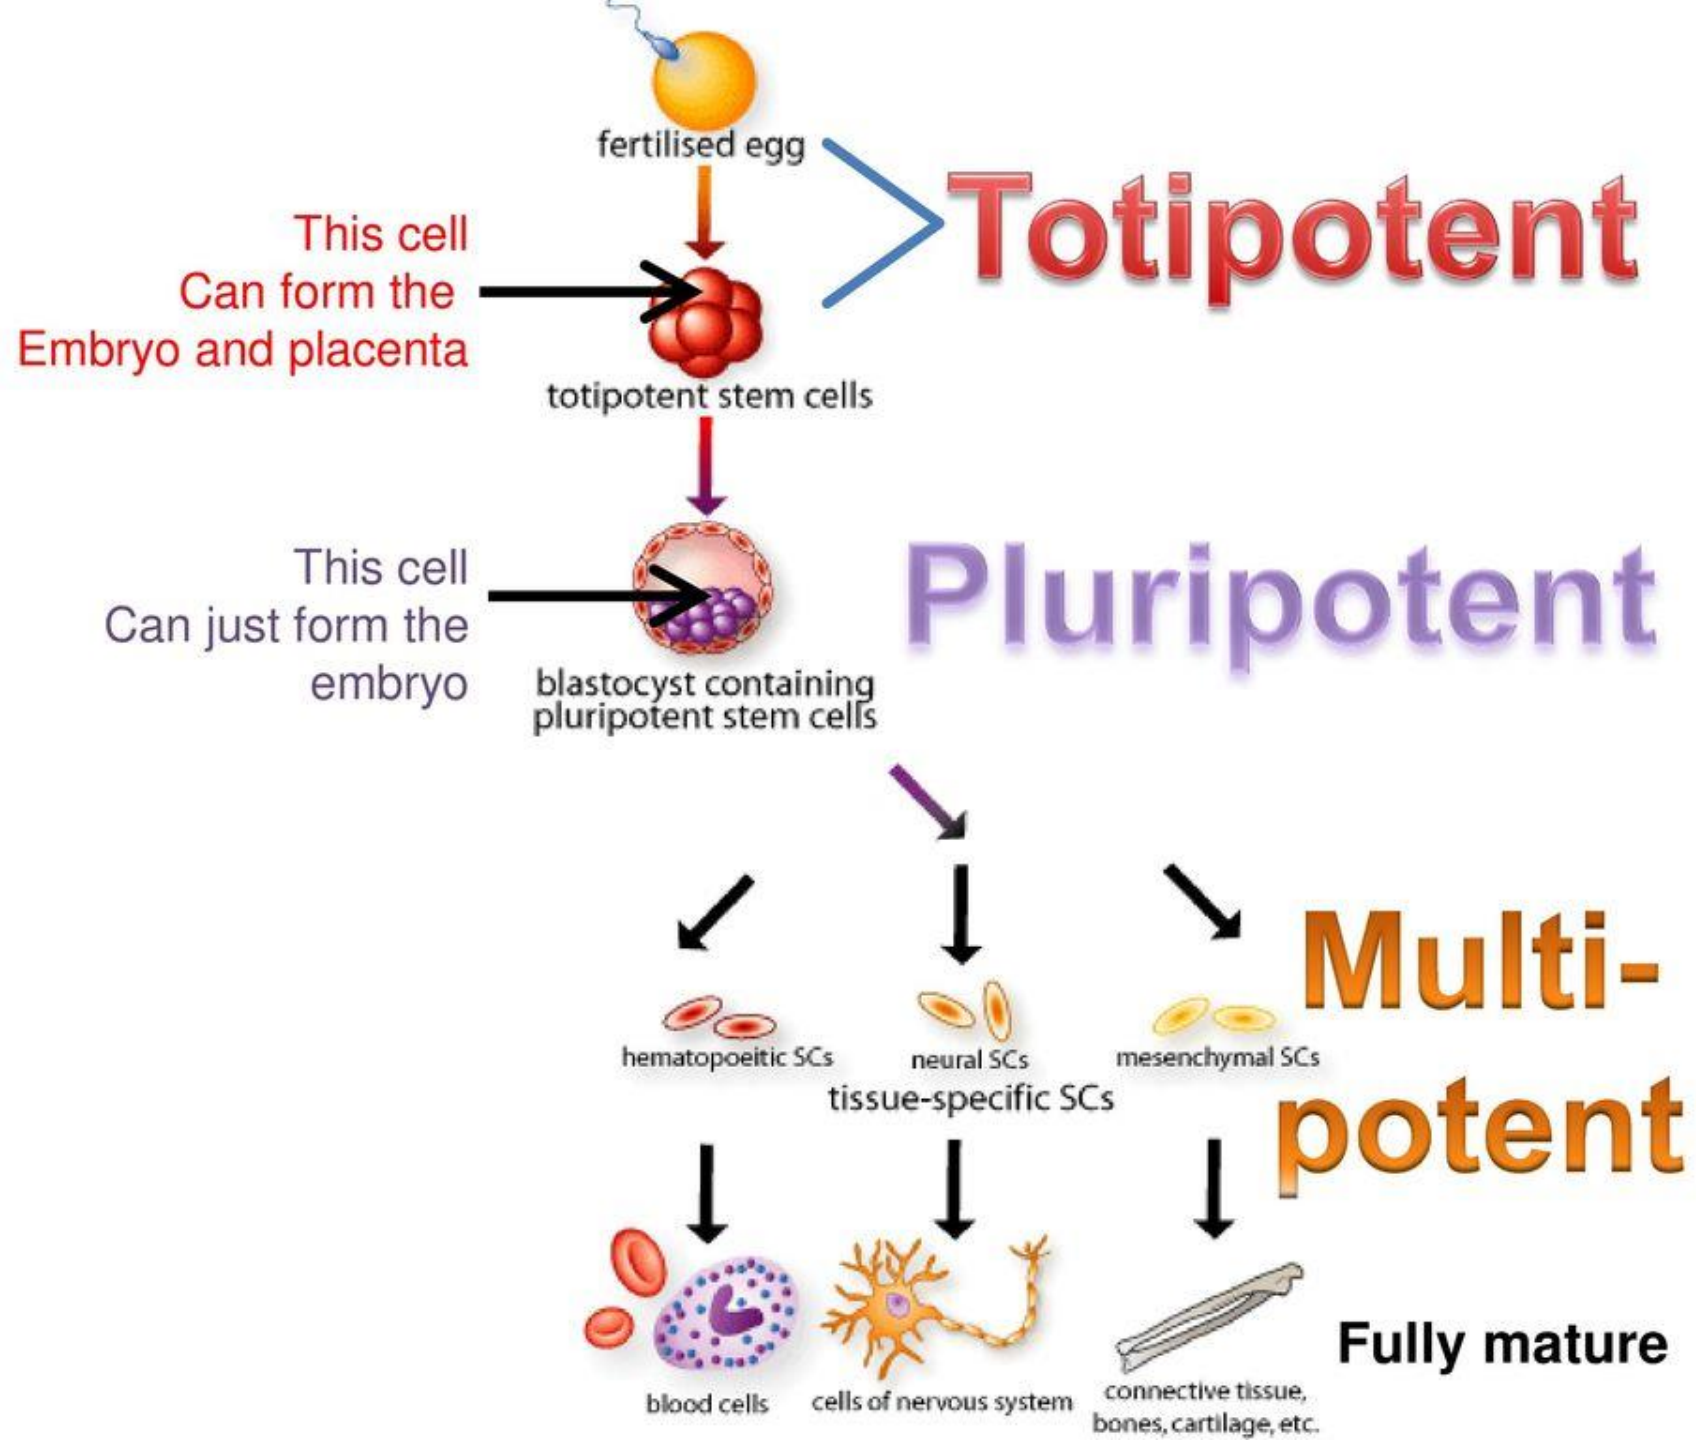 fertilised egg
Totipotent
This cell
Can form the
Embryo and placenta
totipotent stem cells
Pluripotent
This cell
Can just form the
embryo
blastocyst containing
pluripotent stem cells
Multi-
potent
hematopoeitic SCs
neural SCs
mesenchymal SCs
tissue-specific SCs
Fully mature
blood cells
cells of nervous system
connective tissue,
bones, cartilage, etc.